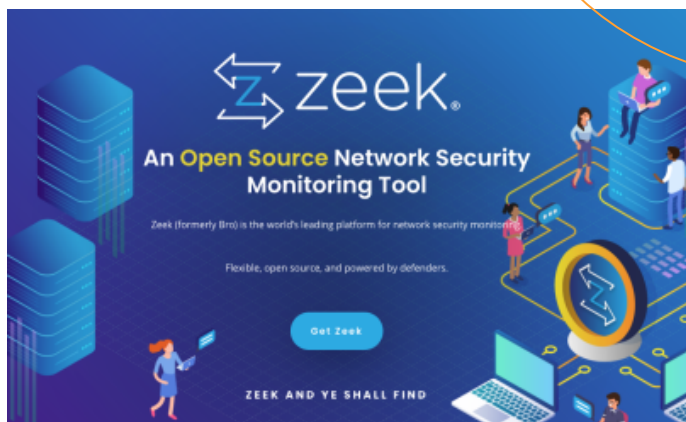 zeek®
An Open Source Network Security
Monitoring Tool
Zeek (formerly Bro) is the world's leading platform for network security monitoring.
Flexible, open source, and powered by defenders.
Get Zeek
ZEEK AND YE SHALL FIND